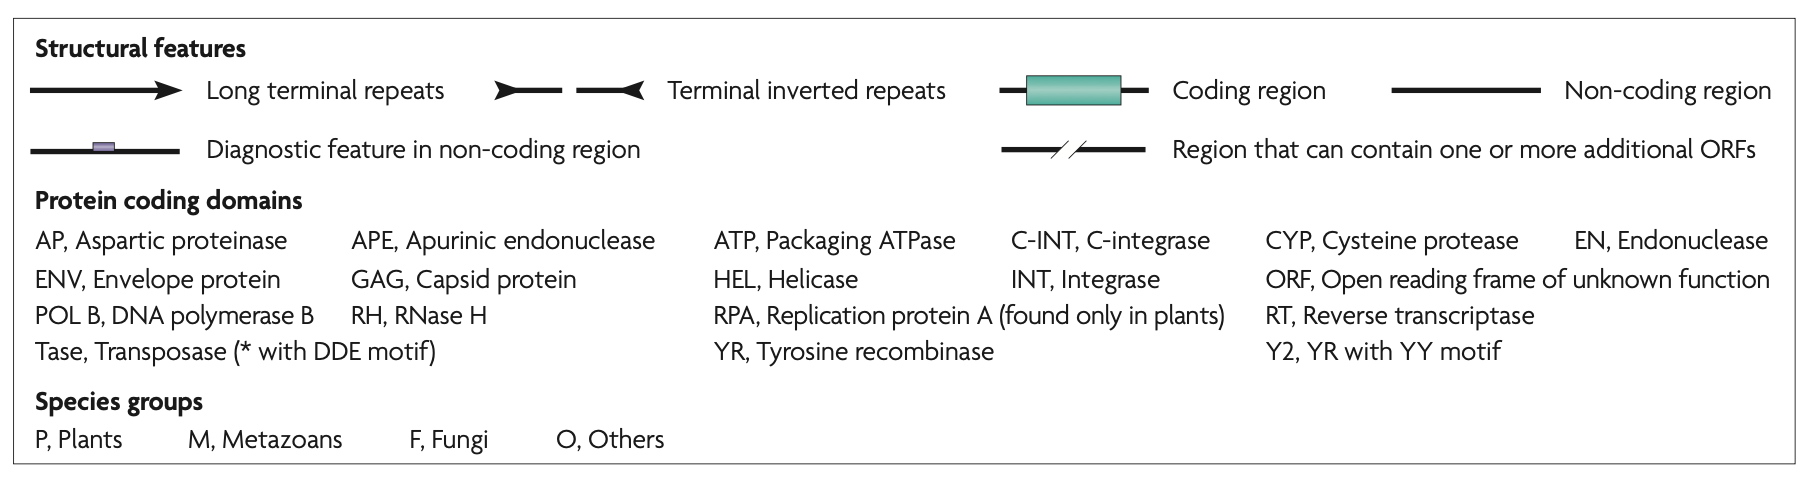 Structural features
Long terminal repeats Terminal inverted repeats Coding region Non-coding region
Diagnostic feature in non-coding region Region that can contain one or more additional ORFs
Protein coding domains
AP, Aspartic proteinase APE, Apurinic endonuclease ATP, Packaging ATPase C-INT, C-integrase CYP, Cysteine protease EN, Endonuclease
ENV, Envelope protein GAG, Capsid protein HEL, Helicase INT, Integrase ORF, Open reading frame of unknown function
POL B, DNA polymerase B RH, RNase H RPA, Replication protein A (found only in plants) RT, Reverse transcriptase
Tase, Transposase (* with DDE motif) YR, Tyrosine recombinase Y2, YR with YY motif
Species groups
P, Plants M, Metazoans F, Fungi O, Others